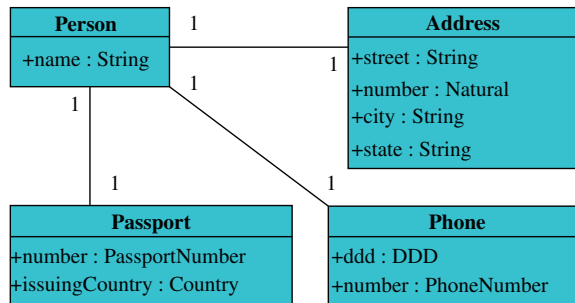 Person
+name : String
1
1
Address
+street : String
+number : Natural
+city : String
+state : String
1
1
1
1
Passport
+number : PassportNumber
+issuingCountry : Country
Phone
+ddd : DDD
+number : PhoneNumber